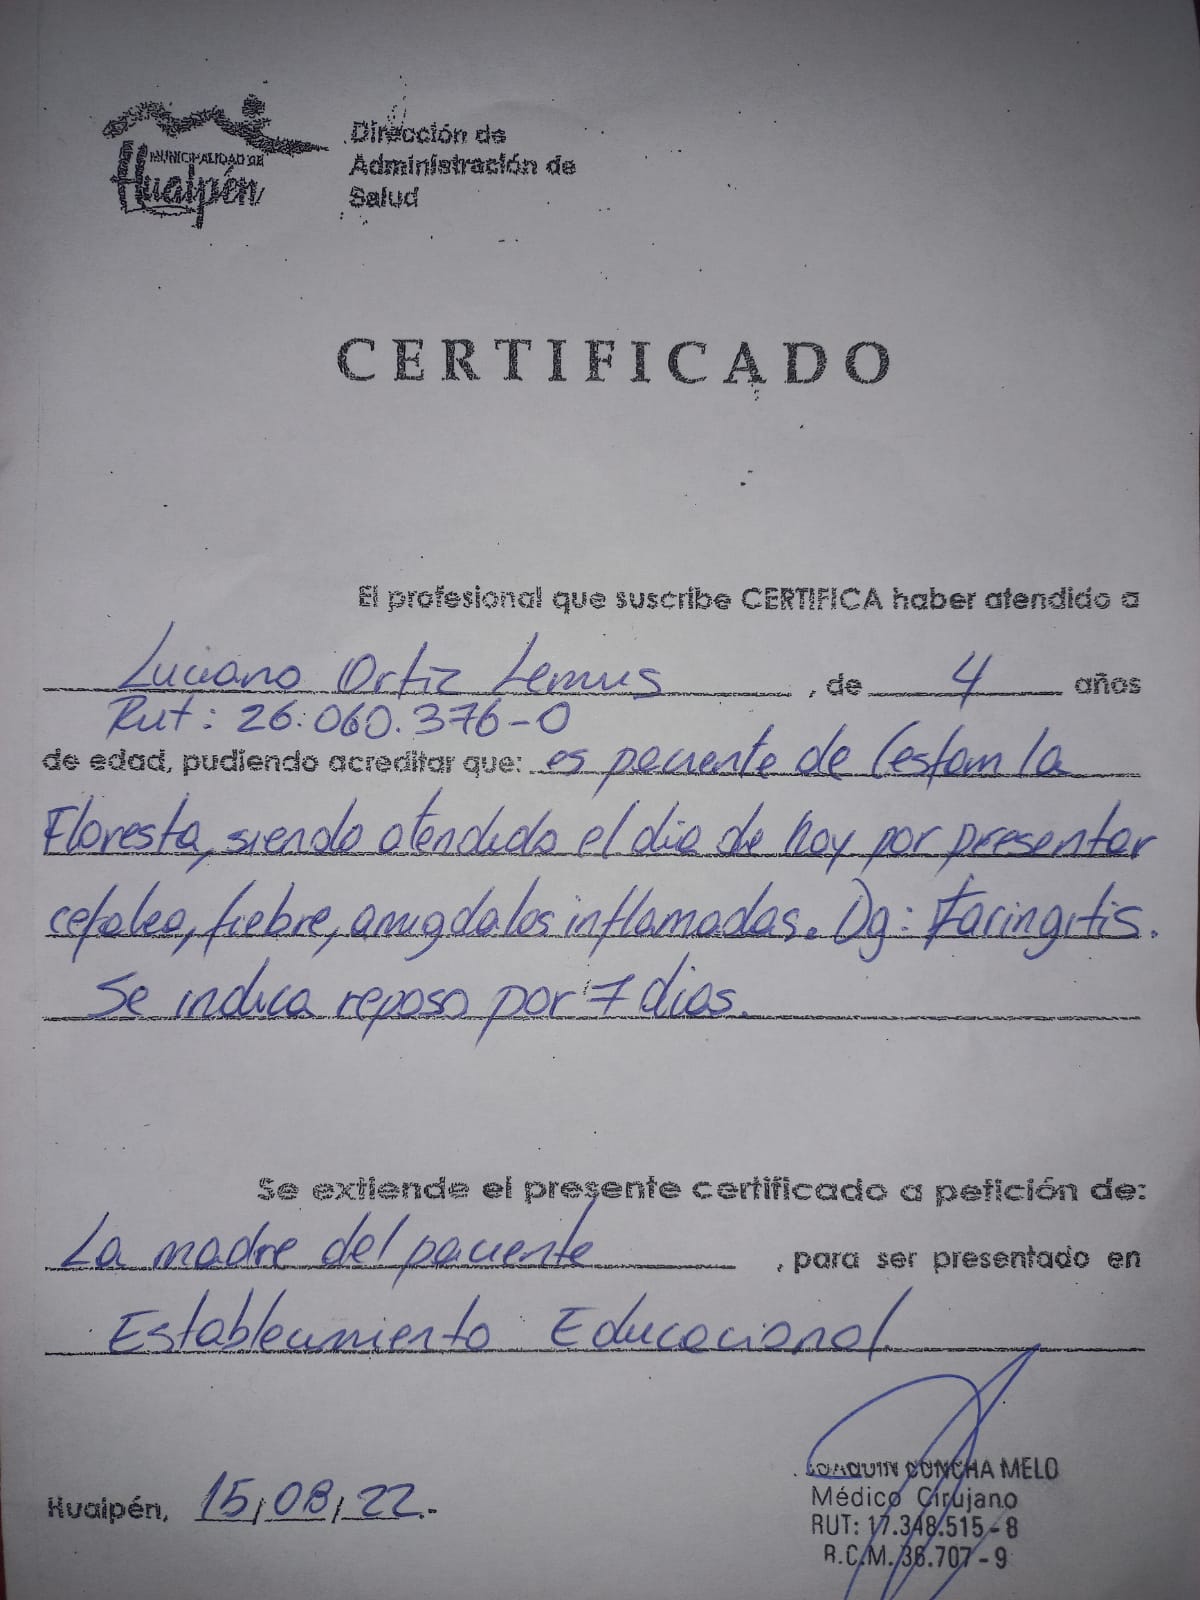 MUNICIPALIDAD DE
Hualpén
Dirección de
Administración de
Salud
CERTIFICADO
El profesional que suscribe CERTIFICA haber atendido a
Luciano Ortiz Lemus, de 4 años
Rut: 26.060.376-0
de edad, pudiendo acreditar que: es paciente de Cesfam la
Floresta, siendo atendido el dia de hoy por presentar
cefalea, fiebre, amigdalas inflamadas. Dg: Faringitis.
Se indica reposo por 7 dias.
Se extiende el presente certificado a petición de:
La madre del paciente, para ser presentado en
Establecimiento Educacional.
Hualpén, 15/08/22.-
JOAQUIN CONCHA MELO
Médico Cirujano
RUT: 17.348.515-8
R.C.M. 36.707-9